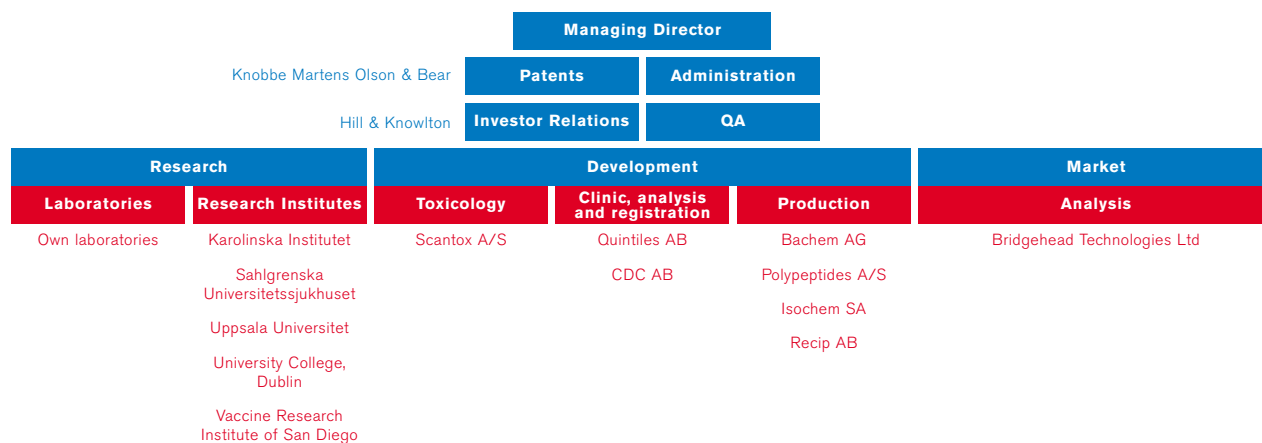 Managing Director
Knobbe Martens Olson & Bear
Patents
Administration
Hill & Knowlton
Investor Relations
QA
Research
Development
Market
Laboratories
Research Institutes
Toxicology
Clinic, analysis
and registration
Production
Analysis
Own laboratories
Karolinska Institutet
Sahlgrenska
Universitetssjukhuset
Uppsala Universitet
University College,
Dublin
Vaccine Research
Institute of San Diego
Scantox A/S
Quintiles AB
CDC AB
Bachem AG
Polypeptides A/S
Isochem SA
Recip AB
Bridgehead Technologies Ltd